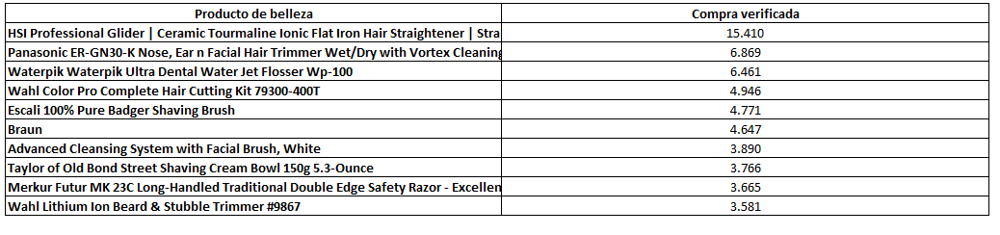 Producto de belleza Compra verificada
HSI Professional Glider | Ceramic Tourmaline Ionic Flat Iron Hair Straightener | Stra 15.410
Panasonic ER-GN30-K Nose, Ear n Facial Hair Trimmer Wet/Dry with Vortex Cleaning 6.869
Waterpik Waterpik Ultra Dental Water Jet Flosser Wp-100 6.461
Wahl Color Pro Complete Hair Cutting Kit 79300-400T 4.946
Escali 100% Pure Badger Shaving Brush 4.771
Braun 4.647
Advanced Cleansing System with Facial Brush, White 3.890
Taylor of Old Bond Street Shaving Cream Bowl 150g 5.3-Ounce 3.766
Merkur Futur MK 23C Long-Handled Traditional Double Edge Safety Razor - Excellen 3.665
Wahl Lithium Ion Beard & Stubble Trimmer #9867 3.581